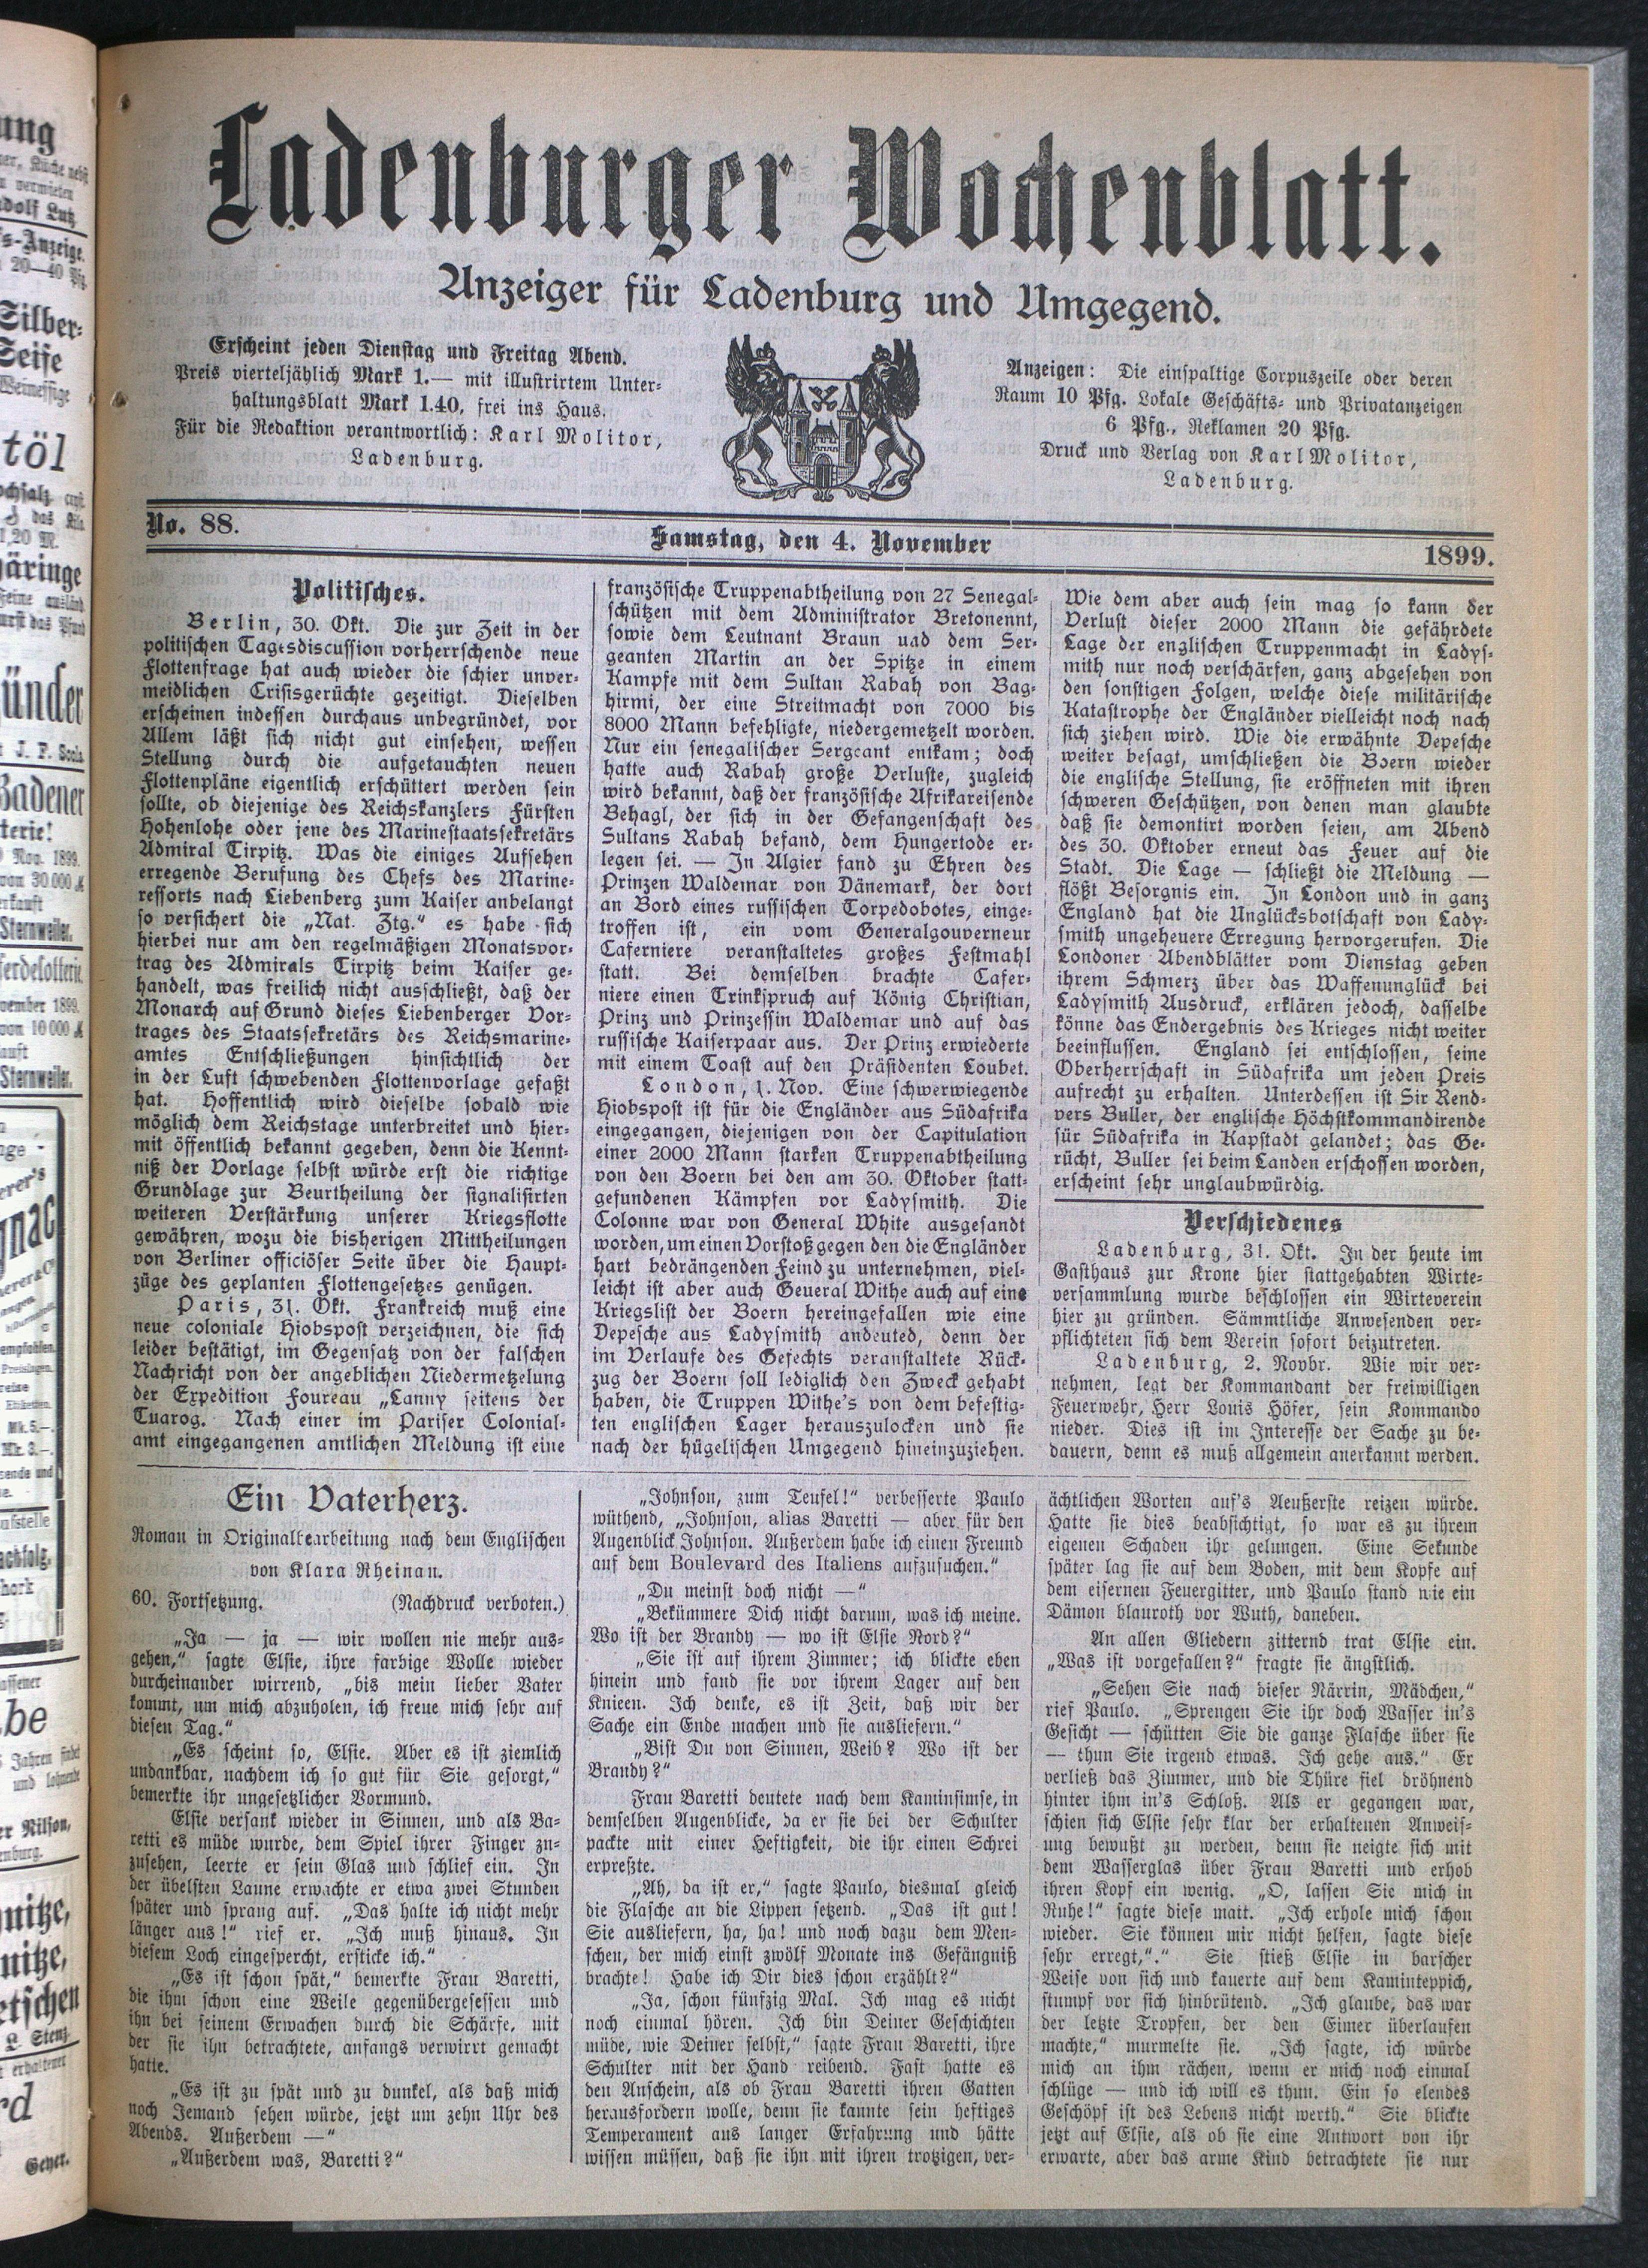 Ladenburger Wochenblatt.
Anzeiger für Ladenburg und Umgegend.
Erscheint jeden Dienstag und Freitag Abend.
Preis vierteljählich Mark 1.— mit illustrirtem Unter-
haltungsblatt Mark 1.40, frei ins Haus.
Für die Redaktion verantwortlich: Karl Molitor,
Ladenburg.
Anzeigen: Die einspaltige Corpuszeile oder deren
Raum 10 Pfg. Lokale Geschäfts- und Privatanzeigen
6 Pfg., Reklamen 20 Pfg.
Druck und Verlag von Karl Molitor,
Ladenburg.
No. 88.
Samstag, den 4. November
1899.
Politisches.
Berlin, 30. Okt. Die zur Zeit in der
politischen Tagesdiscussion vorherrschende neue
Flottenfrage hat auch wieder die schier unver-
meidlichen Crisisgerüchte gezeitigt. Dieselben
erscheinen indessen durchaus unbegründet, vor
Allem läßt sich nicht gut einsehen, wessen
Stellung durch die aufgetauchten neuen
Flottenpläne eigentlich erschüttert werden sein
sollte, ob diejenige des Reichskanzlers Fürsten
Hohenlohe oder jene des Marinestaatssekretärs
Admiral Tirpitz. Was die einiges Aufsehen
erregende Berufung des Chefs des Marine-
ressorts nach Liebenberg zum Kaiser anbelangt
so versichert die „Nat. Ztg.“ es habe sich
hierbei nur am den regelmäßigen Monatsvor-
trag des Admirals Tirpitz beim Kaiser ge-
handelt, was freilich nicht ausschließt, daß der
Monarch auf Grund dieses Liebenberger Vor-
trages des Staatssekretärs des Reichsmarine-
amtes Entschließungen hinsichtlich der
in der Luft schwebenden Flottenvorlage gefaßt
hat. Hoffentlich wird dieselbe sobald wie
möglich dem Reichstage unterbreitet und hier-
mit öffentlich bekannt gegeben, denn die Kennt-
niß der Vorlage selbst würde erst die richtige
Grundlage zur Beurtheilung der signalisirten
weiteren Verstärkung unserer Kriegsflotte
gewähren, wozu die bisherigen Mittheilungen
von Berliner officiöser Seite über die Haupt-
züge des geplanten Flottengesetzes genügen.
Paris, 31. Okt. Frankreich muß eine
neue coloniale Hiobspost verzeichnen, die sich
leider bestätigt, im Gegensatz von der falschen
Nachricht von der angeblichen Niedermetzelung
der Expedition Foureau „Lanny seitens der
Tuarog. Nach einer im Pariser Colonial-
amt eingegangenen amtlichen Meldung ist eine
französische Truppenabtheilung von 27 Senegal-
schützen mit dem Administrator Bretonennt,
sowie dem Leutnant Braun uad dem Ser-
geanten Martin an der Spitze in einem
Kampfe mit dem Sultan Rabah von Bag-
hirmi, der eine Streitmacht von 7000 bis
8000 Mann befehligte, niedergemetzelt worden.
Nur ein senegalischer Sergeant entkam; doch
hatte auch Rabah große Verluste, zugleich
wird bekannt, daß der französische Afrikareisende
Behagl, der sich in der Gefangenschaft des
Sultans Rabah befand, dem Hungertode er-
legen sei. — In Algier fand zu Ehren des
Prinzen Waldemar von Dänemark, der dort
an Bord eines russischen Torpedobotes, einge-
troffen ist, ein vom Generalgouverneur
Caferniere veranstaltetes großes Festmahl
statt. Bei demselben brachte Cafer-
niere einen Trinkspruch auf König Christian,
Prinz und Prinzessin Waldemar und auf das
russische Kaiserpaar aus. Der Prinz erwiederte
mit einem Toast auf den Präsidenten Loubet.
London, 1. Nov. Eine schwerwiegende
Hiobspost ist für die Engländer aus Südafrika
eingegangen, diejenigen von der Capitulation
einer 2000 Mann starken Truppenabtheilung
von den Boern bei den am 30. Oktober statt-
gefundenen Kämpfen vor Ladysmith. Die
Colonne war von General White ausgesandt
worden, um einen Vorstoß gegen den die Engländer
hart bedrängenden Feind zu unternehmen, viel-
leicht ist aber auch Geueral Withe auch auf eine
Kriegslist der Boern hereingefallen wie eine
Depesche aus Ladysmith andeuted, denn der
im Verlaufe des Gefechts veranstaltete Rück-
zug der Boern soll lediglich den Zweck gehabt
haben, die Truppen Withe's von dem befestig-
ten englischen Lager herauszulocken und sie
nach der hügelischen Umgegend hineinzuziehen.
Wie dem aber auch sein mag so kann der
Verlust dieser 2000 Mann die gefährdete
Lage der englischen Truppenmacht in Ladys-
mith nur noch verschärfen, ganz abgesehen von
den sonstigen Folgen, welche diese militärische
Katastrophe der Engländer vielleicht noch nach
sich ziehen wird. Wie die erwähnte Depesche
weiter besagt, umschließen die Boern wieder
die englische Stellung, sie eröffneten mit ihren
schweren Geschützen, von denen man glaubte
daß sie demontirt worden seien, am Abend
des 30. Oktober erneut das Feuer auf die
Stadt. Die Lage — schließt die Meldung —
flößt Besorgnis ein. In London und in ganz
England hat die Unglücksbotschaft von Lady-
smith ungeheuere Erregung hervorgerufen. Die
Londoner Abendblätter vom Dienstag geben
ihrem Schmerz über das Waffenunglück bei
Ladysmith Ausdruck, erklären jedoch, dasselbe
könne das Endergebnis des Krieges nicht weiter
beeinflussen. England sei entschlossen, seine
Oberherrschaft in Südafrika um jeden Preis
aufrecht zu erhalten. Unterdessen ist Sir Rend-
vers Buller, der englische Höchstkommandirende
für Südafrika in Kapstadt gelandet; das Ge-
rücht, Buller sei beim Landen erschossen worden,
erscheint sehr unglaubwürdig.
Verschiedenes
Ladenburg, 31. Okt. In der heute im
Gasthaus zur Krone hier stattgehabten Wirte-
versammlung wurde beschlossen ein Wirteverein
hier zu gründen. Sämmtliche Anwesenden ver-
pflichteten sich dem Verein sofort beizutreten.
Ladenburg, 2. Novbr. Wie wir ver-
nehmen, legt der Kommandant der freiwilligen
Feuerwehr, Herr Louis Höfer, sein Kommando
nieder. Dies ist im Interesse der Sache zu be-
dauern, denn es muß allgemein anerkannt werden.
Ein Vaterherz.
Roman in Originalbearbeitung nach dem Englischen
von Klara Rheinau.
60. Fortsetzung. (Nachdruck verboten.)
„Ja — ja — wir wollen nie mehr aus-
gehen,“ sagte Elsie, ihre farbige Wolle wieder
durcheinander wirrend, „bis mein lieber Vater
kommt, um mich abzuholen, ich freue mich sehr auf
diesen Tag.“
„Es scheint so, Elsie. Aber es ist ziemlich
undankbar, nachdem ich so gut für Sie gesorgt,“
bemerkte ihr ungesetzlicher Vormund.
Elsie versank wieder in Sinnen, und als Ba-
retti es müde wurde, dem Spiel ihrer Finger zu-
zusehen, leerte er sein Glas und schlief ein. In
der übelsten Laune erwachte er etwa zwei Stunden
später und sprang auf. „Das halte ich nicht mehr
länger aus!“ rief er. „Ich muß hinaus. In
diesem Loch eingesperrt, ersticke ich.“
„Es ist schon spät,“ bemerkte Frau Baretti,
die ihm schon eine Weile gegenübergesessen und
ihn bei seinem Erwachen durch die Schärfe, mit
der sie ihn betrachtete, anfangs verwirrt gemacht
hatte.
„Es ist zu spät und zu dunkel, als daß mich
noch Jemand sehen würde, jetzt um zehn Uhr des
Abends. Außerdem —“
„Außerdem was, Baretti?“
„Johnson, zum Teufel!“ verbesserte Paulo
wüthend, „Johnson, alias Baretti — aber für den
Augenblick Johnson. Außerdem habe ich einen Freund
auf dem Boulevard des Italiens aufzusuchen.“
„Du meinst doch nicht —“
„Bekümmere Dich nicht darum, was ich meine.
Wo ist der Brandy — wo ist Elsie Nord?“
„Sie ist auf ihrem Zimmer; ich blickte eben
hinein und fand sie vor ihrem Lager auf den
Knieen. Ich denke, es ist Zeit, daß wir der
Sache ein Ende machen und sie ausliefern.“
„Bist Du von Sinnen, Weib? Wo ist der
Brandy?“
Frau Baretti deutete nach dem Kaminsimse, in
demselben Augenblicke, da er sie bei der Schulter
packte mit einer Heftigkeit, die ihr einen Schrei
erpreßte.
„Ah, da ist er,“ sagte Paulo, diesmal gleich
die Flasche an die Lippen setzend. „Das ist gut!
Sie ausliefern, ha, ha! und noch dazu dem Men-
schen, der mich einst zwölf Monate ins Gefängniß
brachte! Habe ich Dir dies schon erzählt?“
„Ja, schon fünfzig Mal. Ich mag es nicht
noch einmal hören. Ich bin Deiner Geschichten
müde, wie Deiner selbst,“ sagte Frau Baretti, ihre
Schulter mit der Hand reibend. Fast hatte es
den Anschein, als ob Frau Baretti ihren Gatten
herausfordern wolle, denn sie kannte sein heftiges
Temperament aus langer Erfahrung und hätte
wissen müssen, daß sie ihn mit ihren trotzigen, ver-
ächtlichen Worten auf's Aeußerste reizen würde.
Hatte sie dies beabsichtigt, so war es zu ihrem
eigenen Schaden ihr gelungen. Eine Sekunde
später lag sie auf dem Boden, mit dem Kopfe auf
dem eisernen Feuergitter, und Paulo stand wie ein
Dämon blauroth vor Wuth, daneben.
An allen Gliedern zitternd trat Elsie ein.
„Was ist vorgefallen?“ fragte sie ängstlich.
„Sehen Sie nach dieser Närrin, Mädchen,“
rief Paulo. „Sprengen Sie ihr doch Wasser in's
Gesicht — schütten Sie die ganze Flasche über sie
— thun Sie irgend etwas. Ich gehe aus.“ Er
verließ das Zimmer, und die Thüre fiel dröhnend
hinter ihm in's Schloß. Als er gegangen war,
schien sich Elsie sehr klar der erhaltenen Anweis-
ung bewußt zu werden, denn sie neigte sich mit
dem Wasserglas über Frau Baretti und erhob
ihren Kopf ein wenig. „O, lassen Sie mich in
Ruhe!“ sagte diese matt. „Ich erhole mich schon
wieder. Sie können mir nicht helfen, sagte diese
sehr erregt,“.“ Sie stieß Elsie in barscher
Weise von sich und kauerte auf dem Kaminteppich,
stumpf vor sich hinbrütend. „Ich glaube, das war
der letzte Tropfen, der den Eimer überlaufen
machte,“ murmelte sie. „Ich sagte, ich würde
mich an ihm rächen, wenn er mich noch einmal
schlüge — und ich will es thun. Ein so elendes
Geschöpf ist des Lebens nicht werth.“ Sie blickte
jetzt auf Elsie, als ob sie eine Antwort von ihr
erwarte, aber das arme Kind betrachtete sie nur